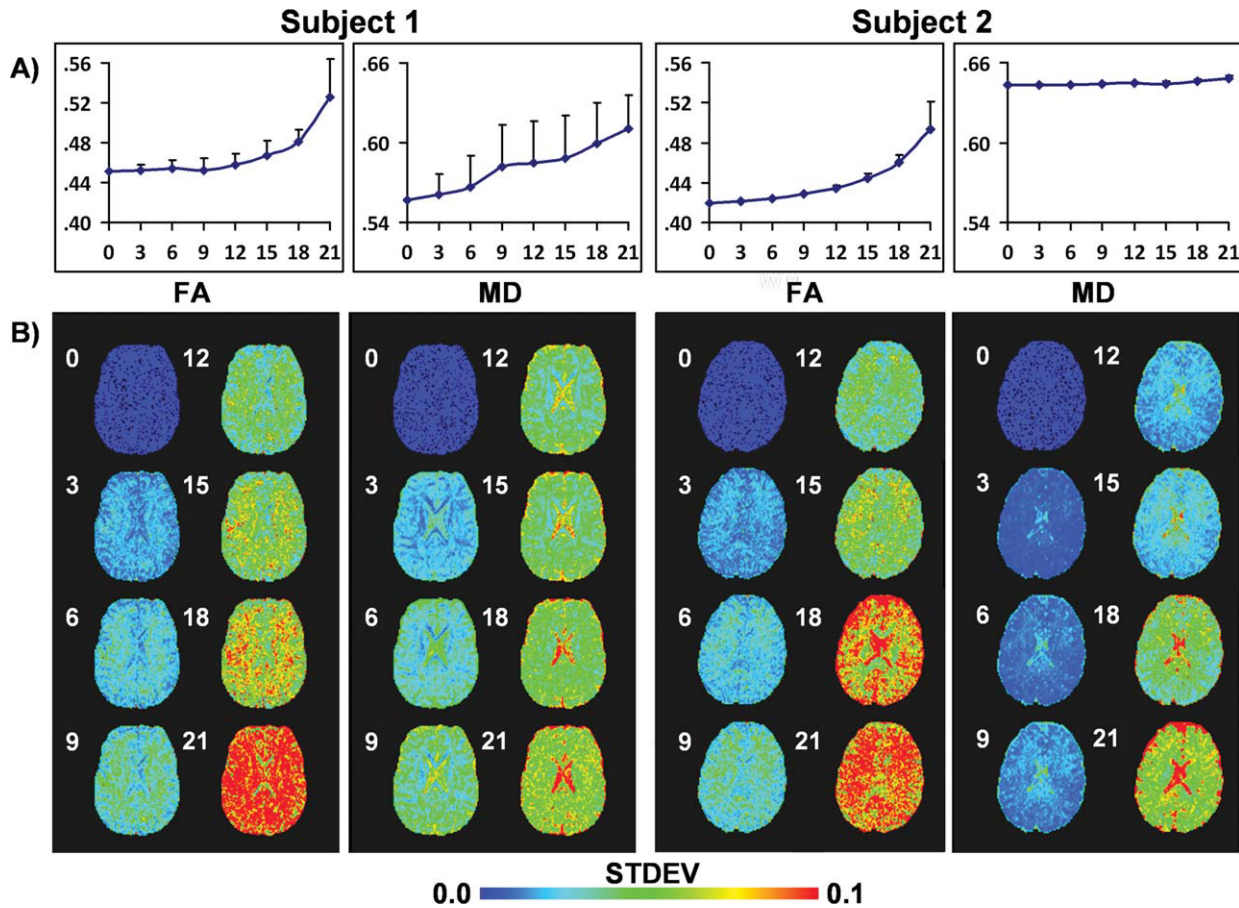 Subject 1 Subject 2
A)
.56 .66 .56 .66
.52 .52
.48 .60 .48 .60
.44 .44
.40 .54 .40 .54
0 3 6 9 12 15 18 21 0 3 6 9 12 15 18 21 0 3 6 9 12 15 18 21 0 3 6 9 12 15 18 21
FA MD FA MD
B)
0 12 0 12 0 12 0 12
3 15 3 15 3 15 3 15
6 18 6 18 6 18 6 18
9 21 9 21 9 21 9 21
STDEV
0.0 0.1